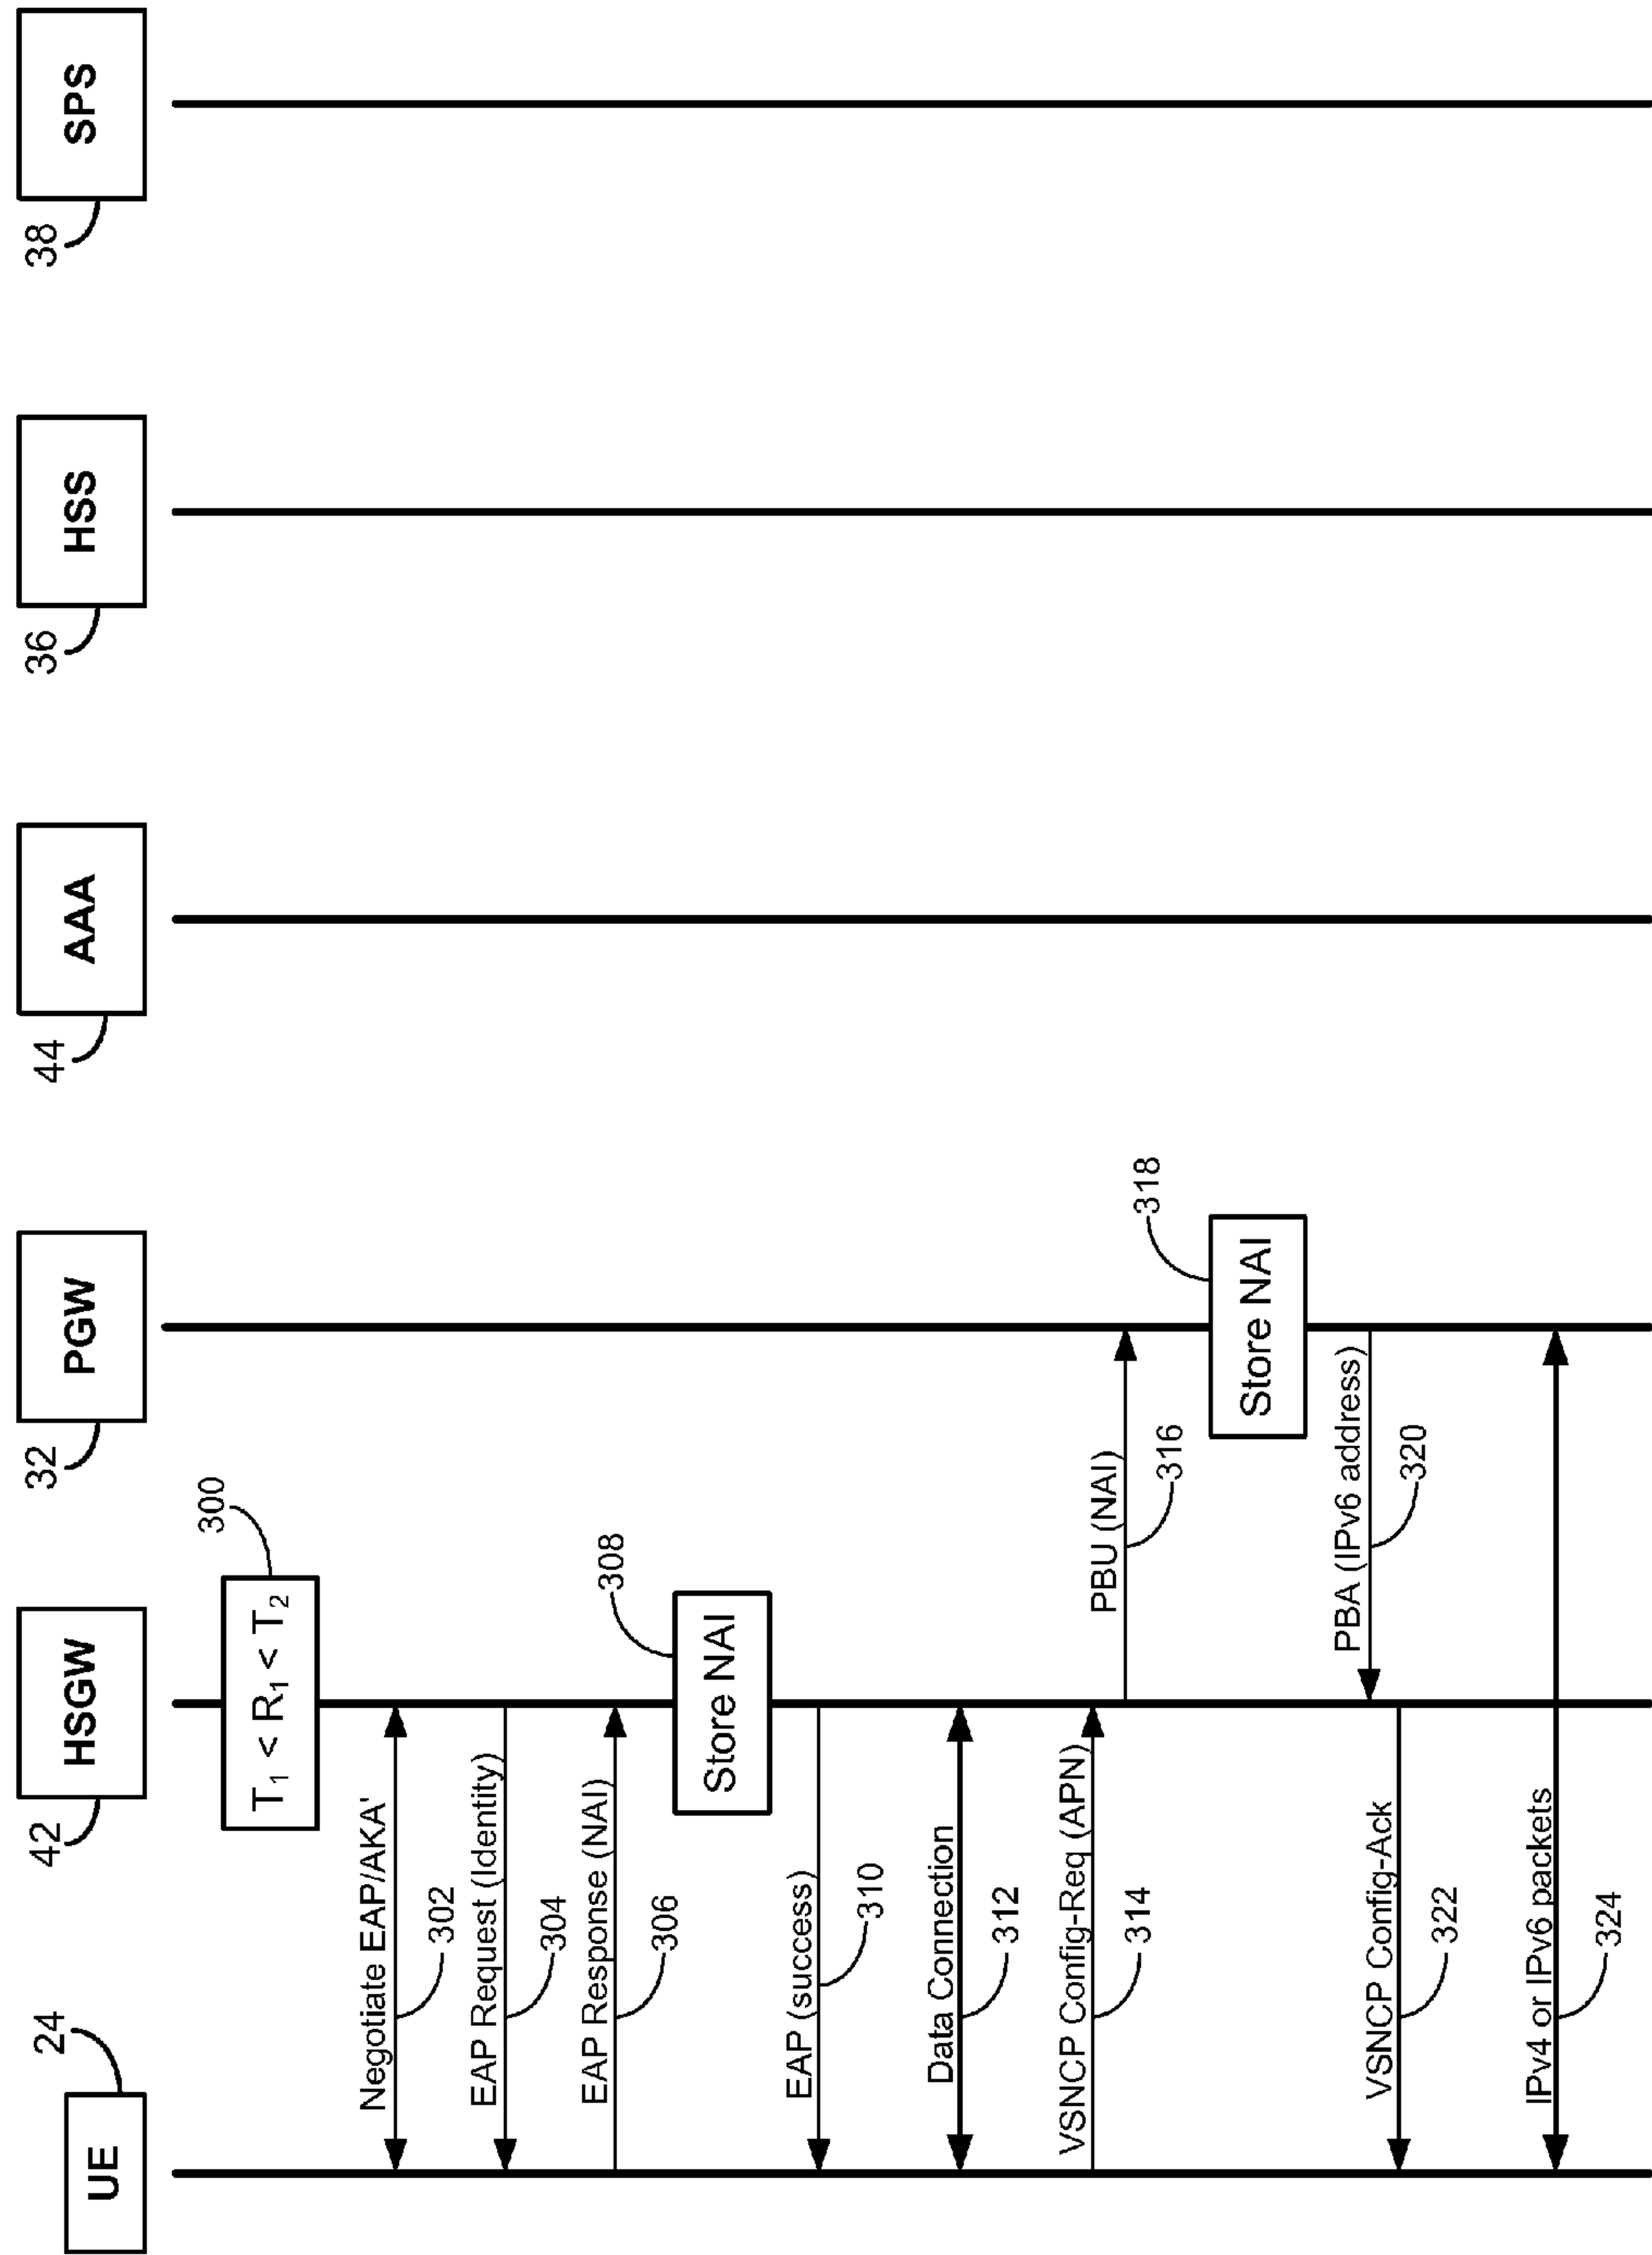 UE
24
HSGW
42
PGW
32
AAA
44
HSS
36
SPS
38
T1 < R1 < T2
300
Negotiate EAP/AKA'
302
EAP Request (Identity)
304
EAP Response (NAI)
306
Store NAI
308
EAP (success)
310
Data Connection
312
VSNCP Config-Req (APN)
314
PBU (NAI)
316
Store NAI
318
PBA (IPv6 address)
320
VSNCP Config-Ack
322
IPv4 or IPv6 packets
324